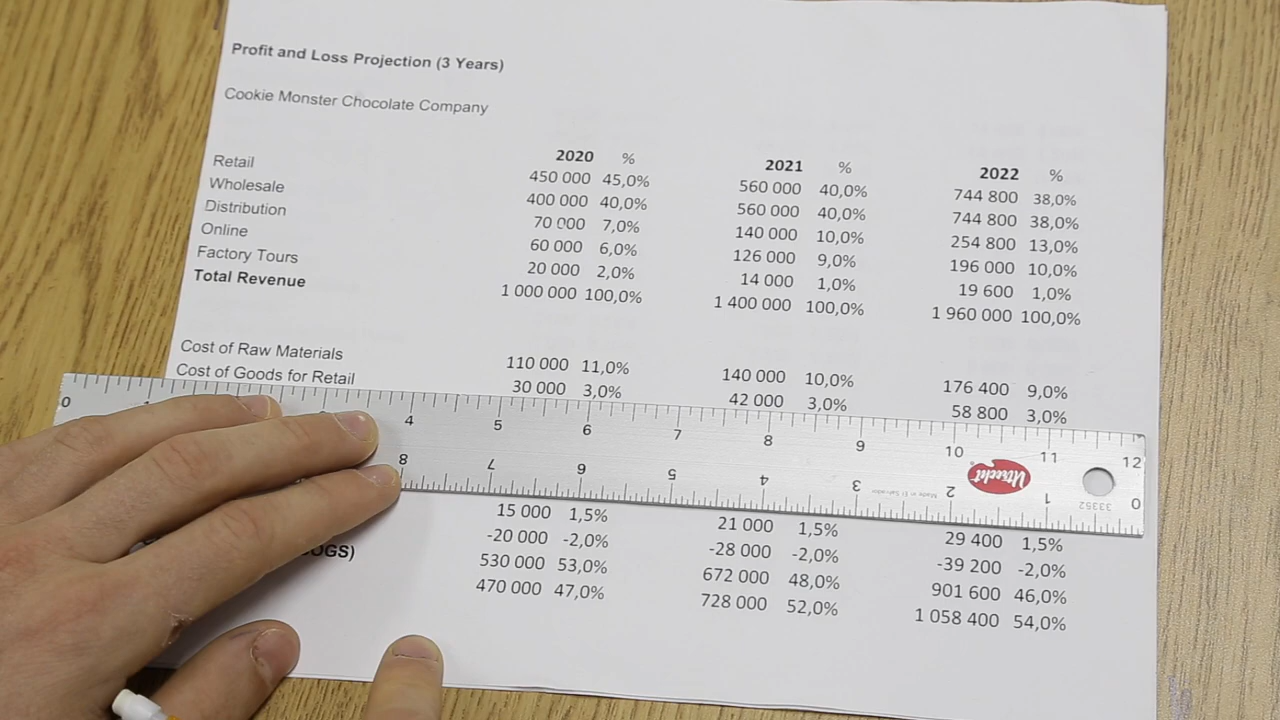 Profit and Loss Projection (3 Years)
Cookie Monster Chocolate Company
2020 % 2021 % 2022 %
Retail 450 000 45,0% 560 000 40,0% 744 800 38,0%
Wholesale 400 000 40,0% 560 000 40,0% 744 800 38,0%
Distribution 70 000 7,0% 140 000 10,0% 254 800 13,0%
Online 60 000 6,0% 126 000 9,0% 196 000 10,0%
Factory Tours 20 000 2,0% 14 000 1,0% 19 600 1,0%
Total Revenue 1 000 000 100,0% 1 400 000 100,0% 1 960 000 100,0%
Cost of Raw Materials 110 000 11,0% 140 000 10,0% 176 400 9,0%
Cost of Goods for Retail 30 000 3,0% 42 000 3,0% 58 800 3,0%
0 4 5 6 7 8 9 10 11 12
8 7 6 5 4 3 Made in El Salvador 2 Utrecht 1 33352 0
15 000 1,5% 21 000 1,5% 29 400 1,5%
-20 000 -2,0% -28 000 -2,0% -39 200 -2,0%
OGS) 530 000 53,0% 672 000 48,0% 901 600 46,0%
470 000 47,0% 728 000 52,0% 1 058 400 54,0%